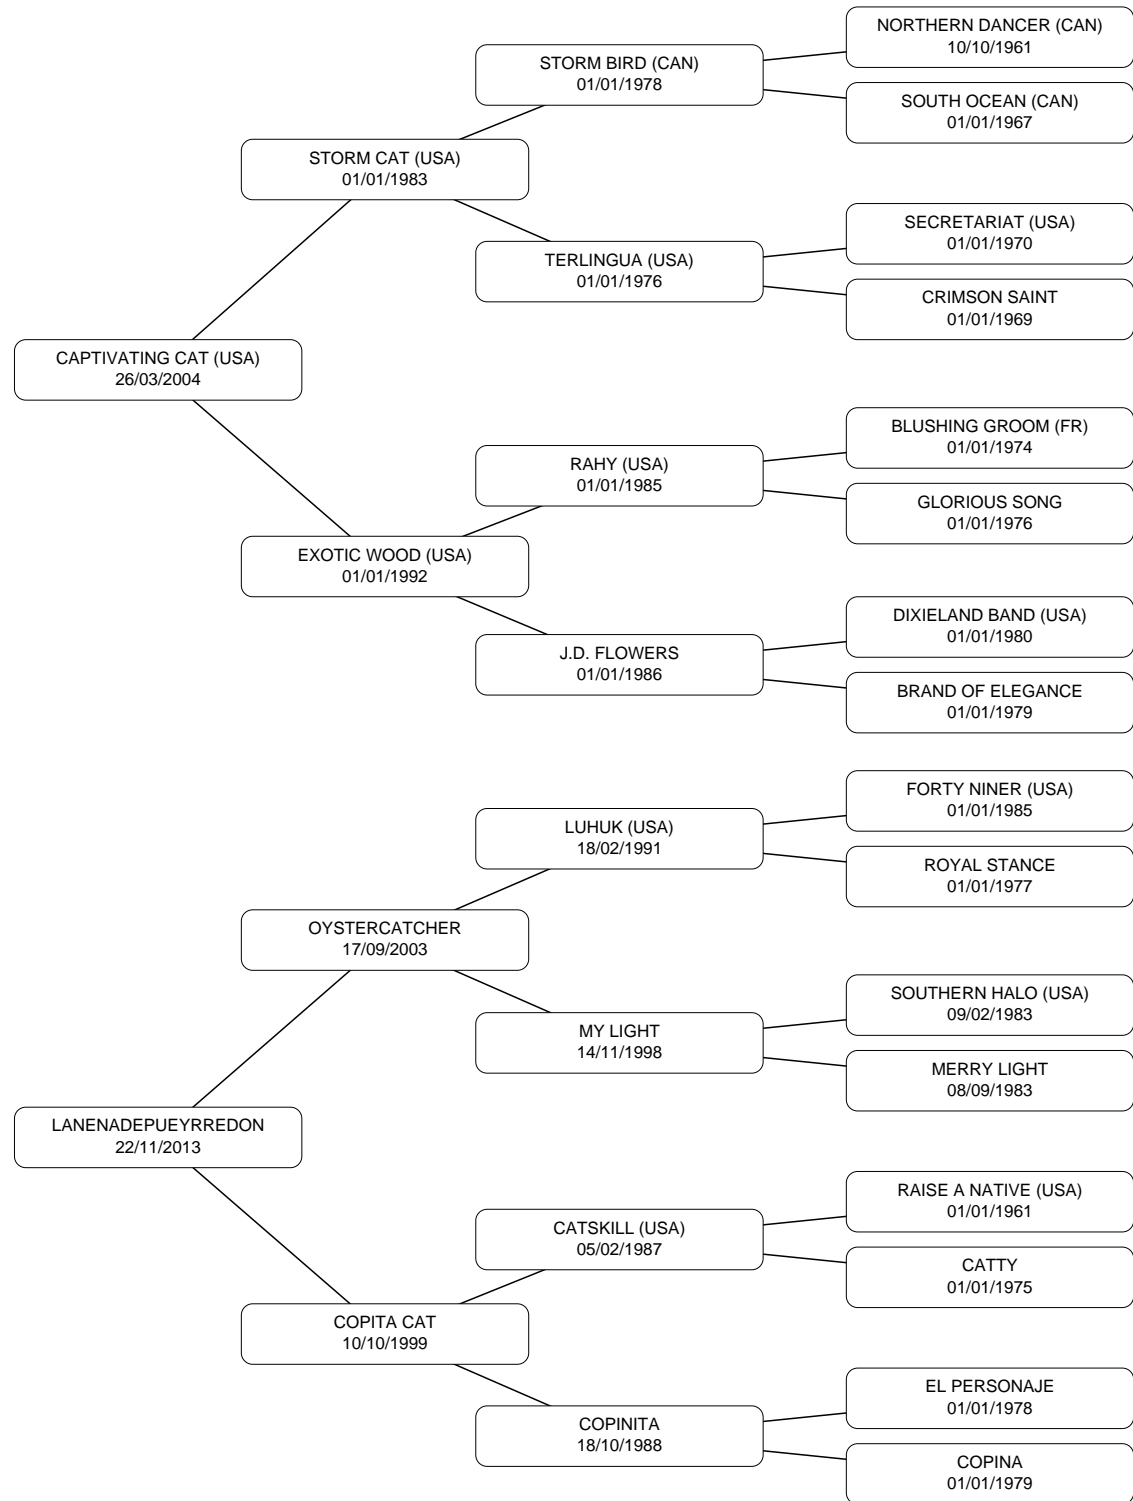 NORTHERN DANCER (CAN)
10/10/1961
STORM BIRD (CAN)
01/01/1978
SOUTH OCEAN (CAN)
01/01/1967
STORM CAT (USA)
01/01/1983
SECRETARIAT (USA)
01/01/1970
TERLINGUA (USA)
01/01/1976
CRIMSON SAINT
01/01/1969
CAPTIVATING CAT (USA)
26/03/2004
BLUSHING GROOM (FR)
01/01/1974
RAHY (USA)
01/01/1985
GLORIOUS SONG
01/01/1976
EXOTIC WOOD (USA)
01/01/1992
DIXIELAND BAND (USA)
01/01/1980
J.D. FLOWERS
01/01/1986
BRAND OF ELEGANCE
01/01/1979
FORTY NINER (USA)
01/01/1985
LUHUK (USA)
18/02/1991
ROYAL STANCE
01/01/1977
OYSTERCATCHER
17/09/2003
SOUTHERN HALO (USA)
09/02/1983
MY LIGHT
14/11/1998
MERRY LIGHT
08/09/1983
LANENADEPUEYRREDON
22/11/2013
RAISE A NATIVE (USA)
01/01/1961
CATSKILL (USA)
05/02/1987
CATTY
01/01/1975
COPITA CAT
10/10/1999
EL PERSONAJE
01/01/1978
COPINITA
18/10/1988
COPINA
01/01/1979